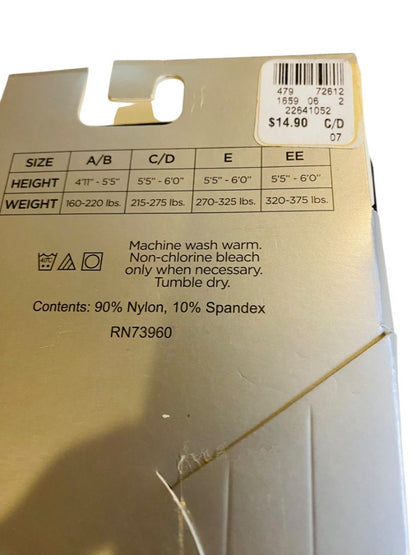 479 72612
1659 06 2
22641052
$14.90 C/D
07
SIZE A/B C/D E EE
HEIGHT 4'11" - 5'5" 5'5" - 6'0" 5'5" - 6'0" 5'5" - 6'0"
WEIGHT 160-220 lbs. 215-275 lbs. 270-325 lbs. 320-375 lbs.
Machine wash warm.
Non-chlorine bleach
only when necessary.
Tumble dry.
40°C
Contents: 90% Nylon, 10% Spandex
RN73960